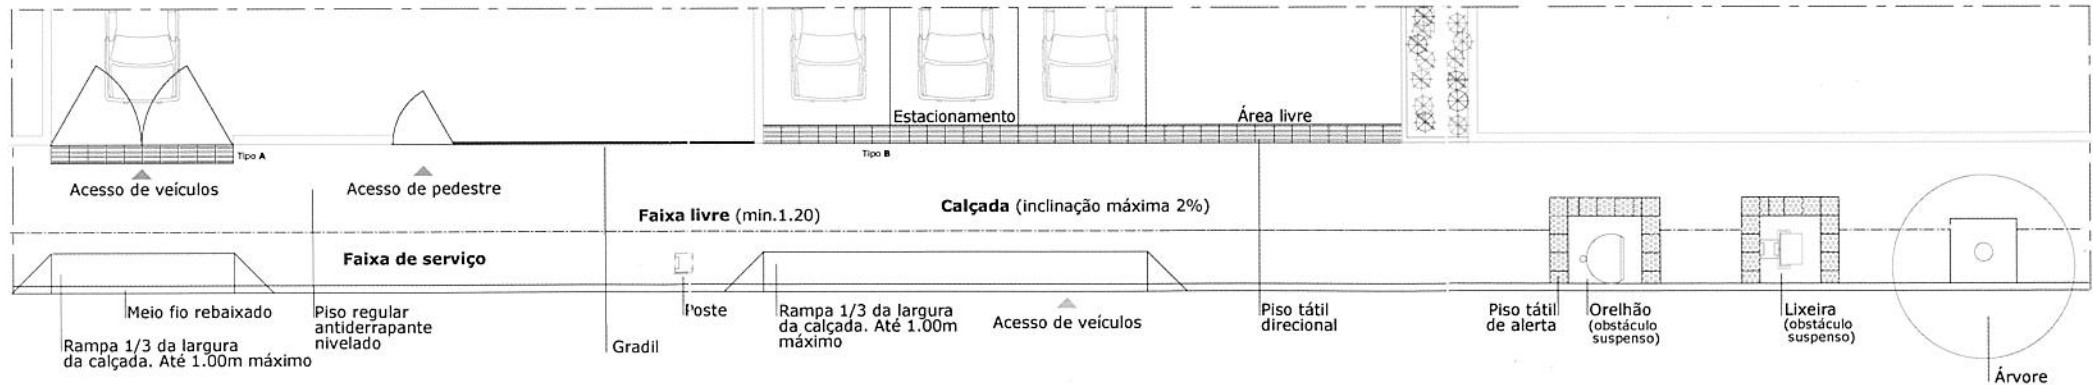 Estacionamento
Área livre
Tipo A
Tipo B
Acesso de veículos
Acesso de pedestre
Faixa livre (min.1.20)
Calçada (inclinação máxima 2%)
Faixa de serviço
Meio fio rebaixado
Rampa 1/3 da largura
da calçada. Até 1.00m máximo
Piso regular
antiderrapante
nivelado
Gradil
Poste
Rampa 1/3 da largura
da calçada. Até 1.00m
máximo
Acesso de veículos
Piso tátil
direcional
Piso tátil
de alerta
Orelhão
(obstáculo
suspenso)
Lixeira
(obstáculo
suspenso)
Árvore